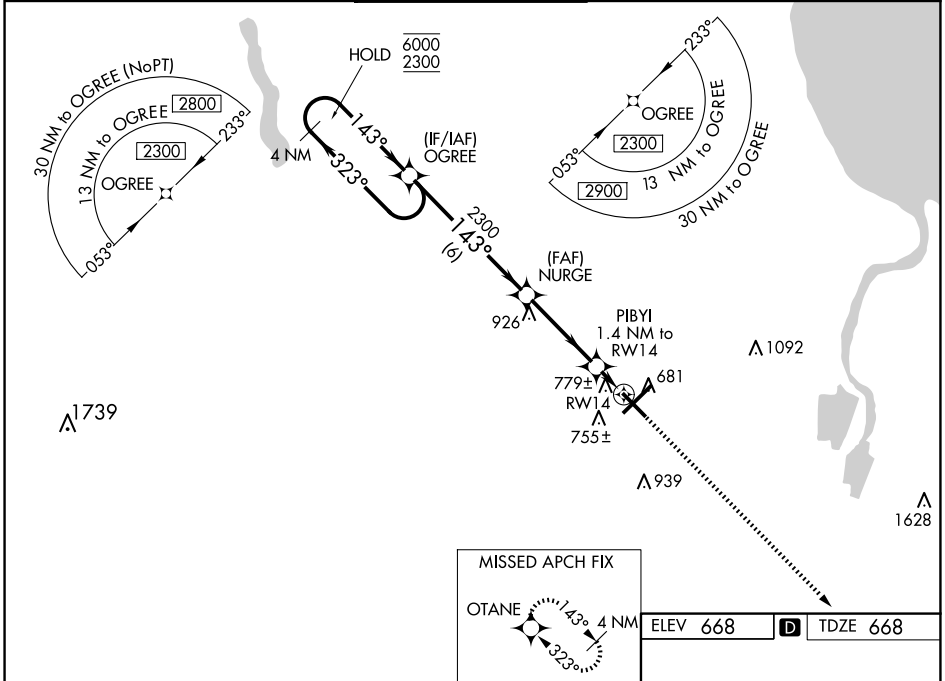 HOLD 6000
2300
30 NM to OGREE (NoPT)
2800
13 NM to OGREE
233°
2300
OGREE
053°
4 NM
143°
323°
(IF/IAF)
OGREE
233°
OGREE
2300
053°
13 NM to OGREE
2900
30 NM to OGREE
2300
143°
(6)
(FAF)
NURGE
926
PIBYI
1.4 NM to
RW14
1092
779±
681
RW14
755±
1739
939
1628
MISSED APCH FIX
OTANE
143°
4 NM
323°
ELEV 668 D TDZE 668